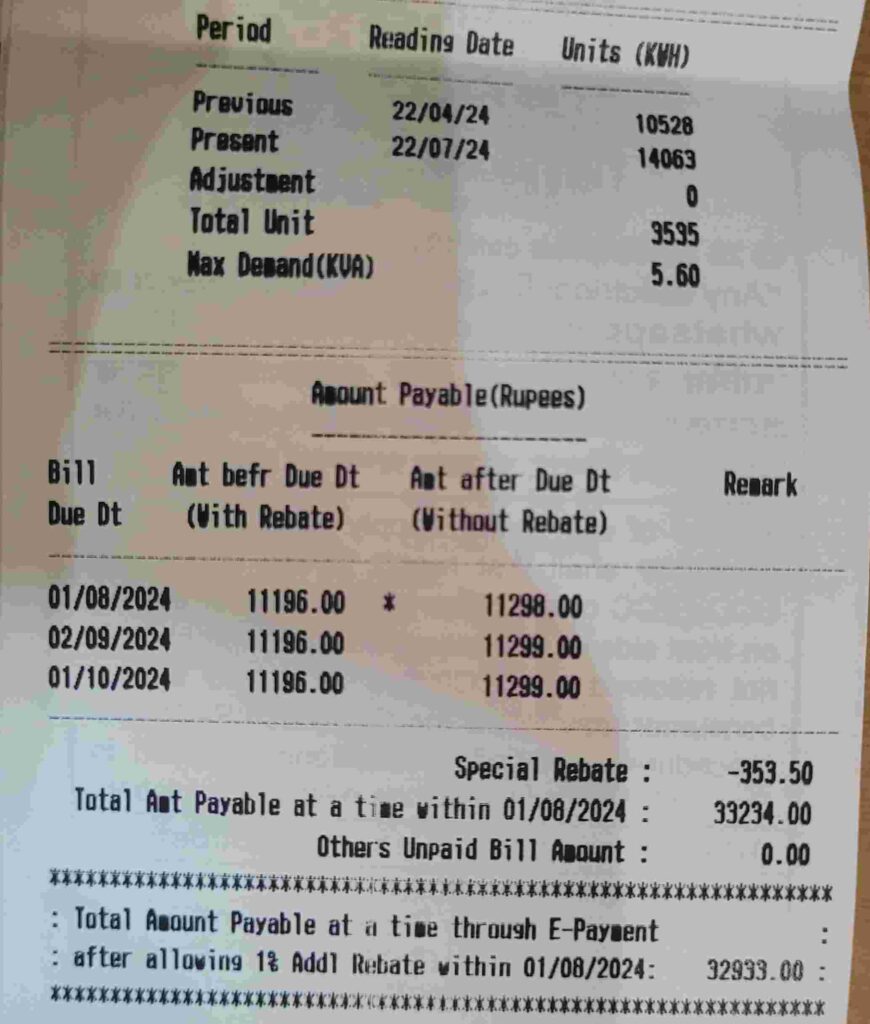 Period Reading Date Units (KWH)
Previous 22/04/24 10528
Present 22/07/24 14063
Adjustment 0
Total Unit 3535
Max Demand(KVA) 5.60
Amount Payable(Rupees)
Bill Amt befr Due Dt Amt after Due Dt Remark
Due Dt (With Rebate) (Without Rebate)
01/08/2024 11196.00 * 11298.00
02/09/2024 11196.00 11299.00
01/10/2024 11196.00 11299.00
Special Rebate : -353.50
Total Amt Payable at a time within 01/08/2024 : 33234.00
Others Unpaid Bill Amount : 0.00
: Total Amount Payable at a time through E-Payment :
: after allowing 1% Addl Rebate within 01/08/2024: 32933.00 :